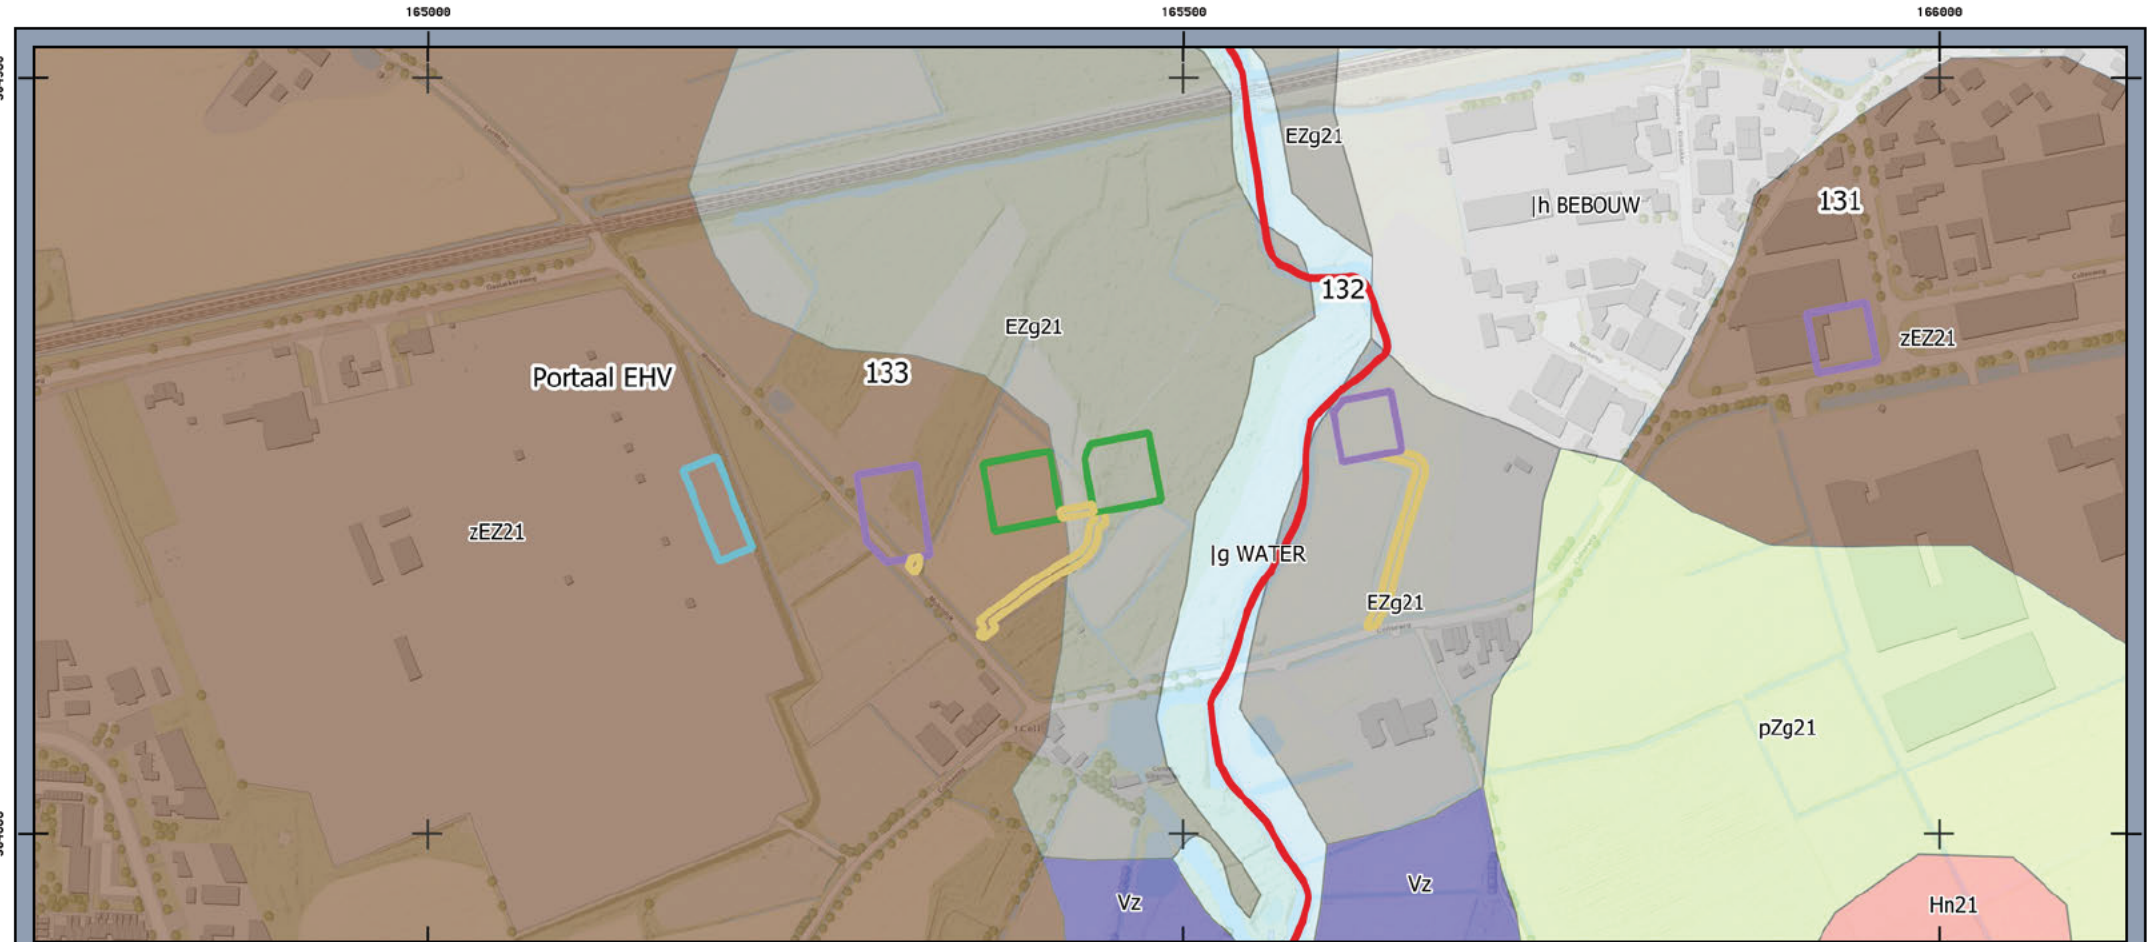 165000
165500
166000
EZg21
|h BEBOUW
131
132
EZg21
zEZ21
133
Portaal EHV
zEZ21
|g WATER
EZg21
pZg21
Vz
Vz
Hn21